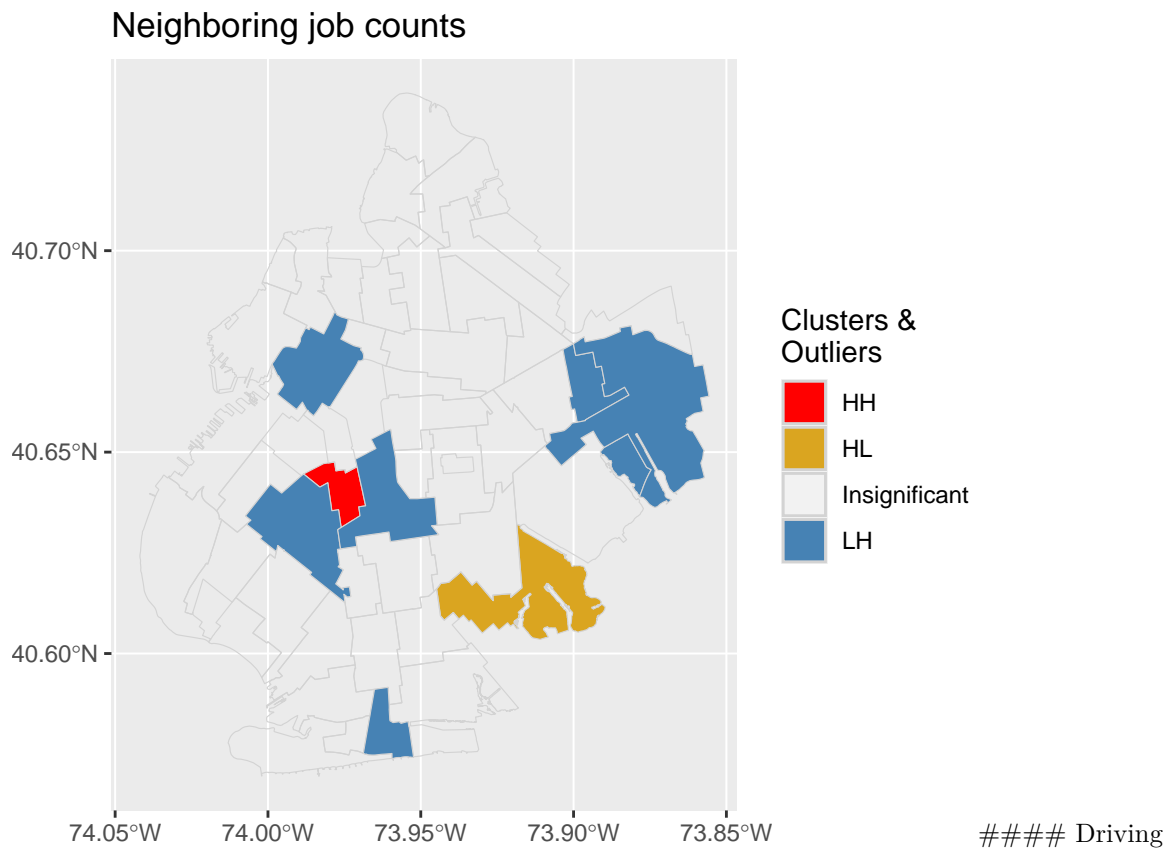 Neighboring job counts
40.70°N
40.65°N
40.60°N
74.05°W
74.00°W
73.95°W
73.90°W
73.85°W
Clusters &
Outliers
HH
HL
Insignificant
LH
#### Driving